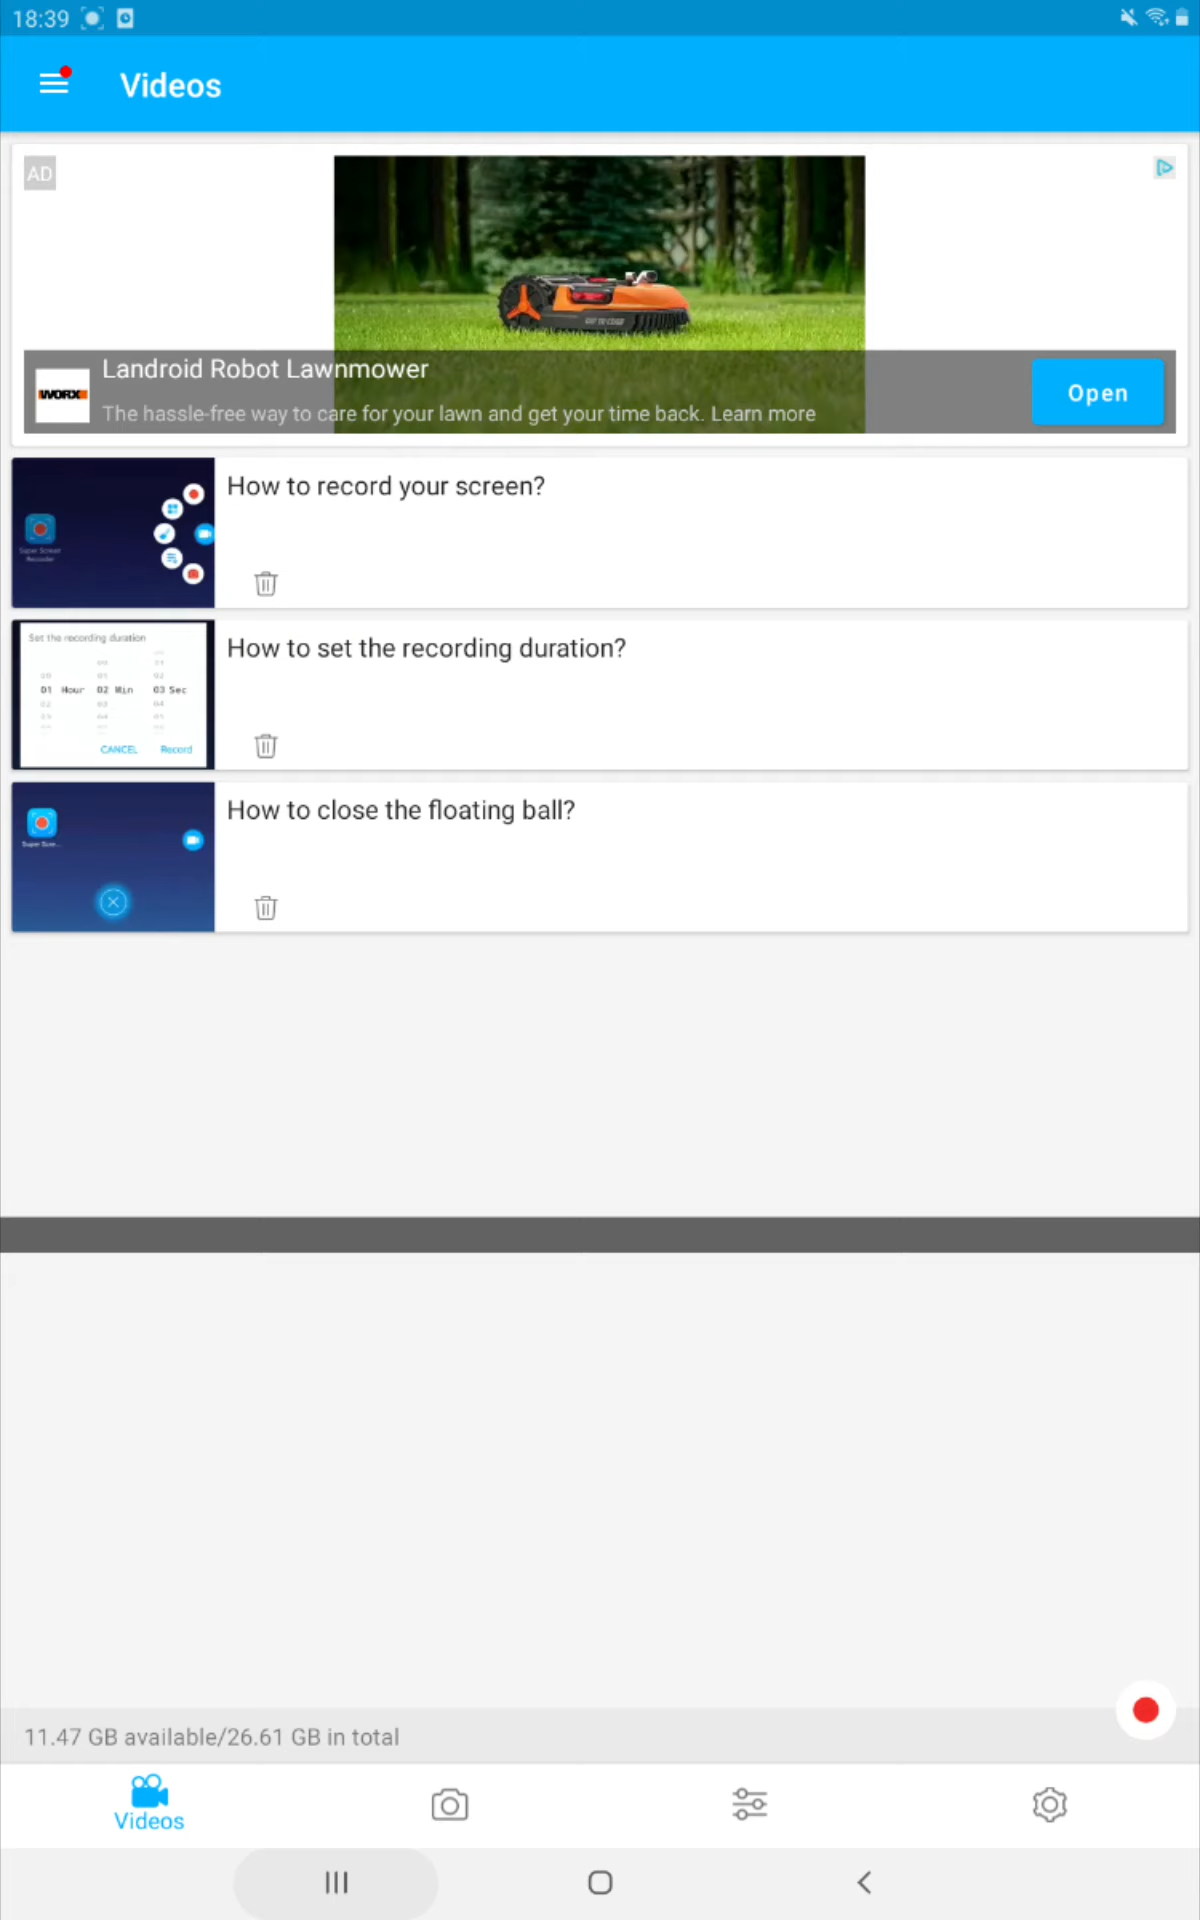 18:39
Videos
AD
Landroid Robot Lawnmower
WORX
The hassle-free way to care for your lawn and get your time back. Learn more
Open
How to record your screen?
Super Screen
Recorder
How to set the recording duration?
Set the recording duration
01 Hour 02 Min 03 Sec
CANCEL Record
How to close the floating ball?
11.47 GB available/26.61 GB in total
Videos